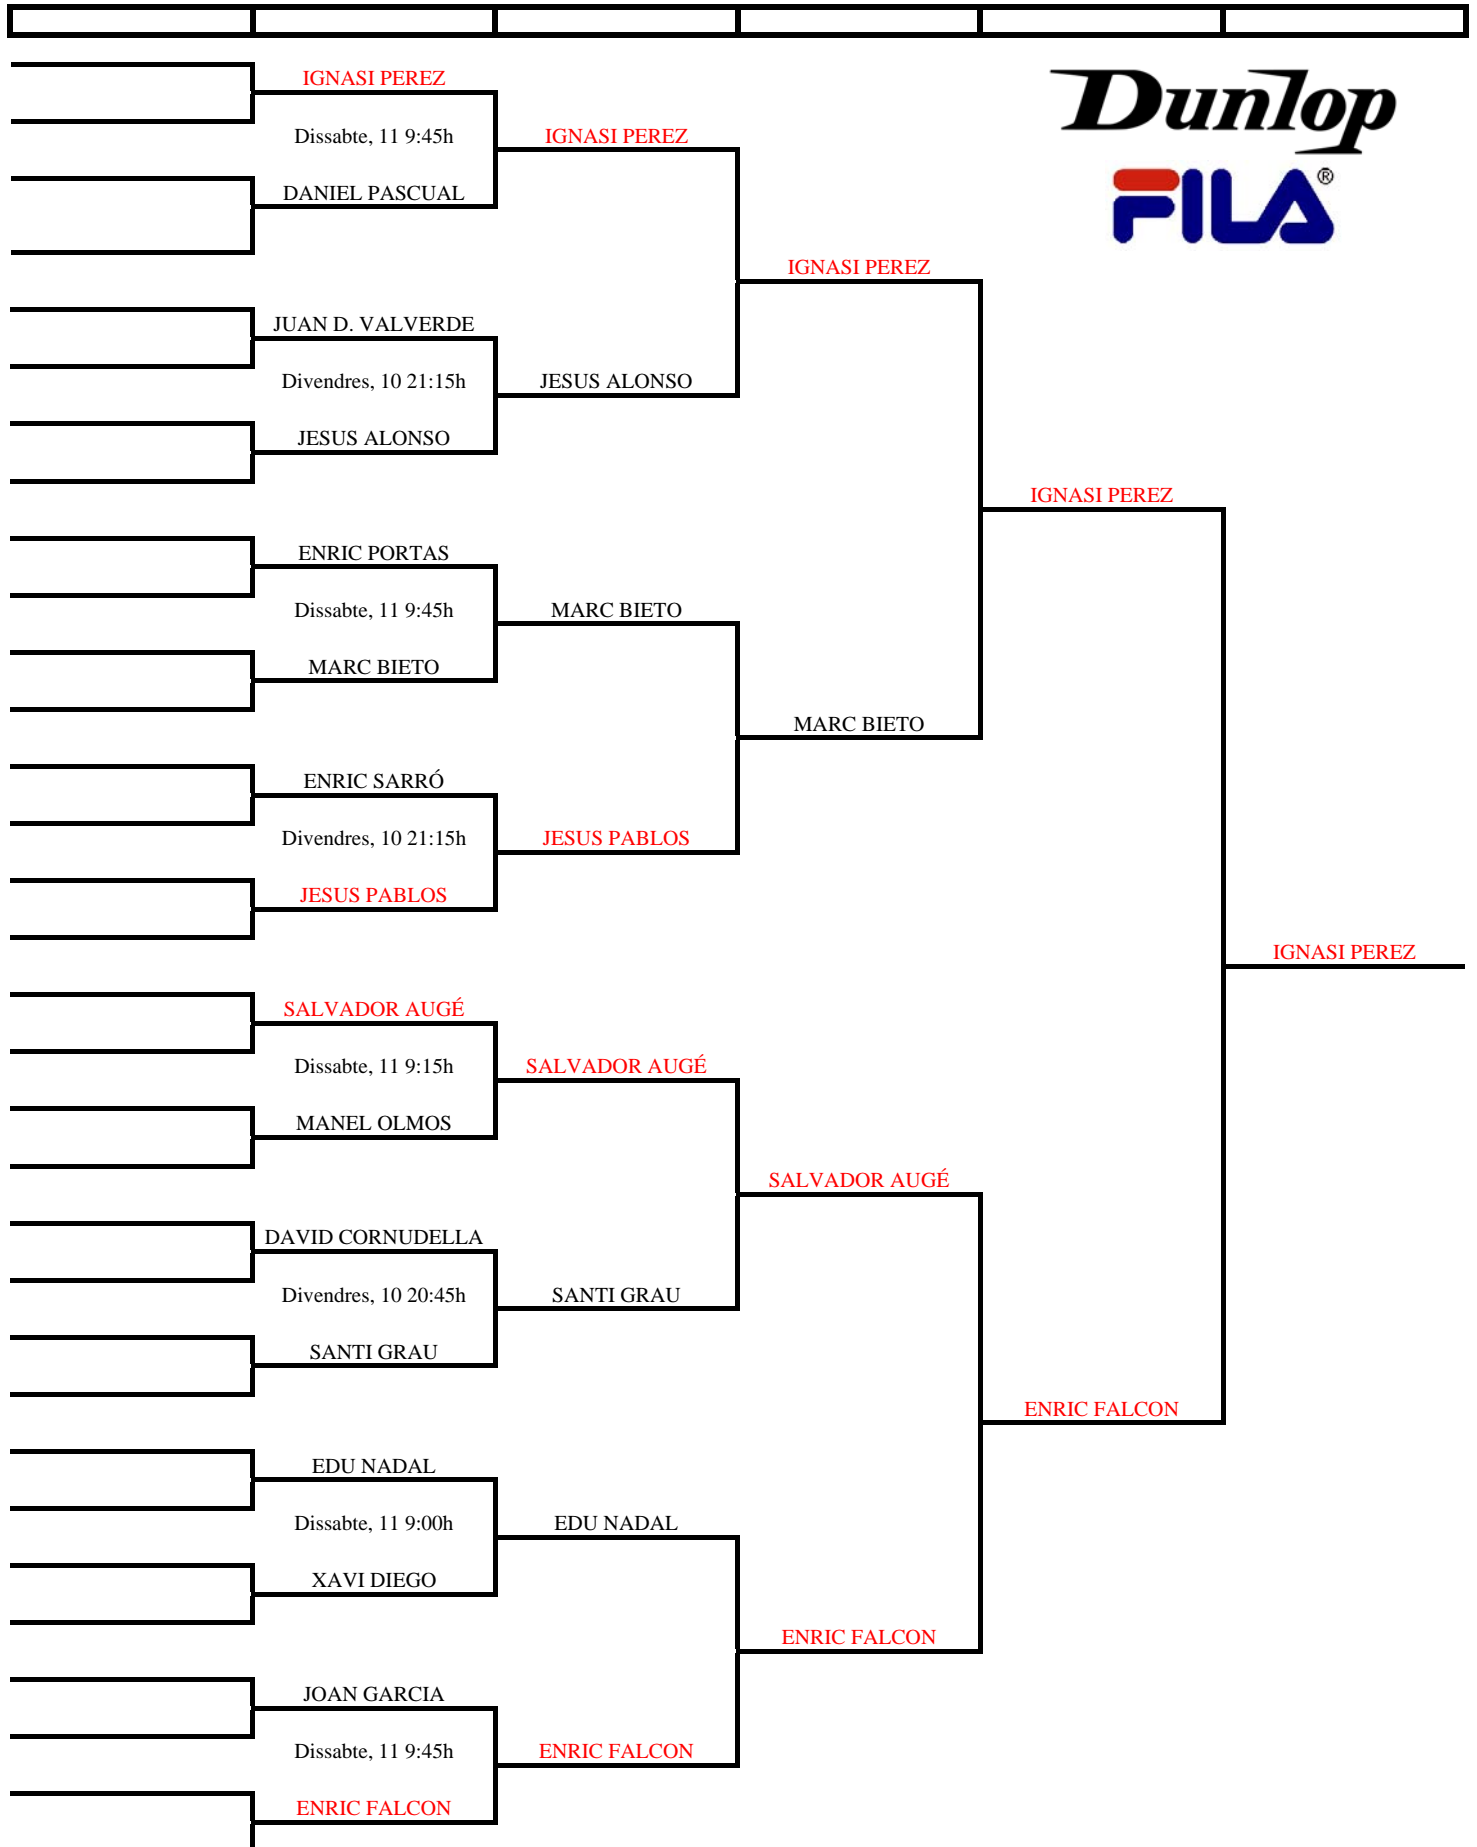 Dunlop
FILA®
IGNASI PEREZ
Dissabte, 11 9:45h
IGNASI PEREZ
DANIEL PASCUAL
IGNASI PEREZ
JUAN D. VALVERDE
Divendres, 10 21:15h
JESUS ALONSO
JESUS ALONSO
IGNASI PEREZ
ENRIC PORTAS
Dissabte, 11 9:45h
MARC BIETO
MARC BIETO
MARC BIETO
ENRIC SARRÓ
Divendres, 10 21:15h
JESUS PABLOS
JESUS PABLOS
IGNASI PEREZ
SALVADOR AUGÉ
Dissabte, 11 9:15h
SALVADOR AUGÉ
MANEL OLMOS
SALVADOR AUGÉ
DAVID CORNUDELLA
Divendres, 10 20:45h
SANTI GRAU
SANTI GRAU
ENRIC FALCON
EDU NADAL
Dissabte, 11 9:00h
EDU NADAL
XAVI DIEGO
ENRIC FALCON
JOAN GARCIA
Dissabte, 11 9:45h
ENRIC FALCON
ENRIC FALCON